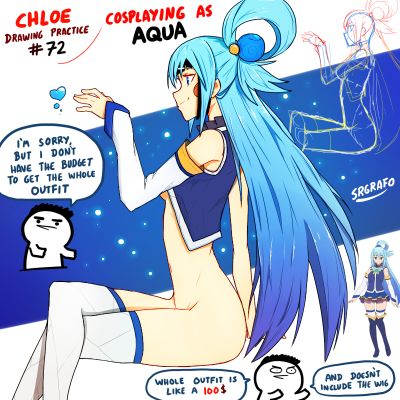 CHLOE
DRAWING PRACTICE
#72
COSPLAYING AS
AQUA
I'M SORRY,
BUT I DON'T
HAVE THE BUDGET
TO GET THE WHOLE
OUTFIT
SRGRAFO
WHOLE OUTFIT IS
LIKE A 100$
AND DOESN'T
INCLUDE THE WIG